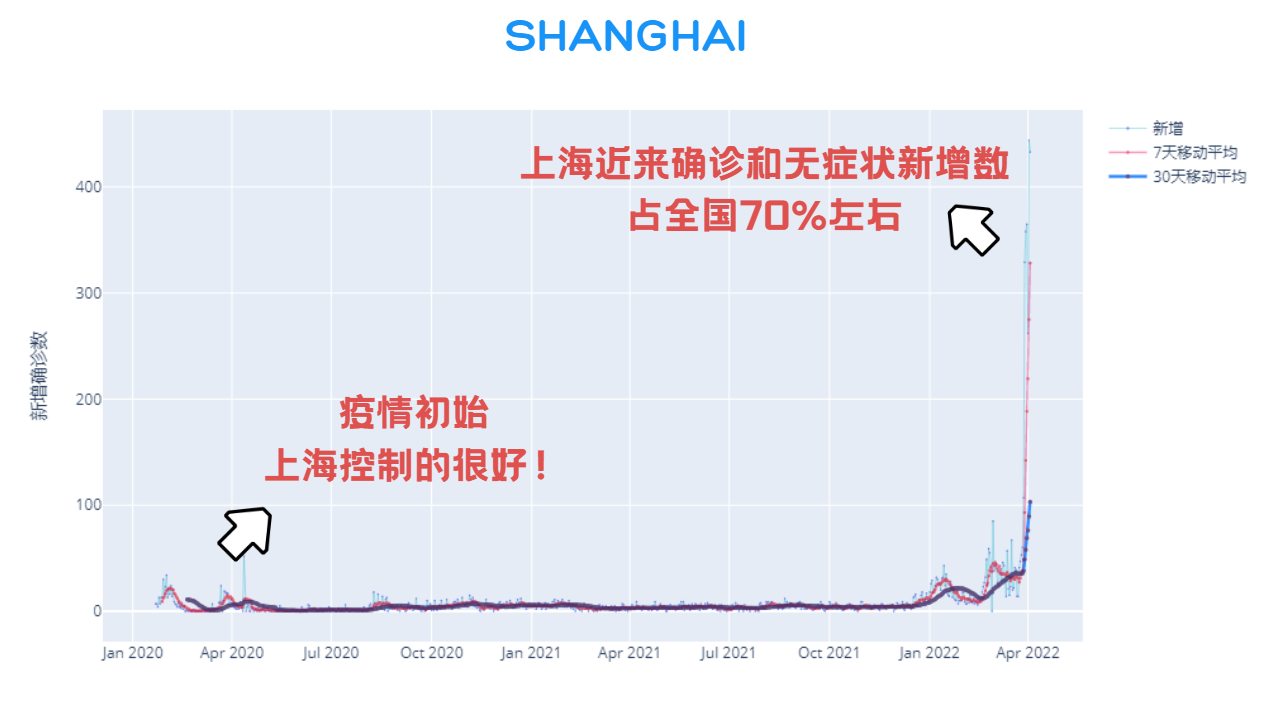 SHANGHAI
新增
7天移动平均
30天移动平均
上海近来确诊和无症状新增数
占全国70%左右
疫情初始
上海控制的很好！
新增确诊数
400
300
200
100
0
Jan 2020
Apr 2020
Jul 2020
Oct 2020
Jan 2021
Apr 2021
Jul 2021
Oct 2021
Jan 2022
Apr 2022